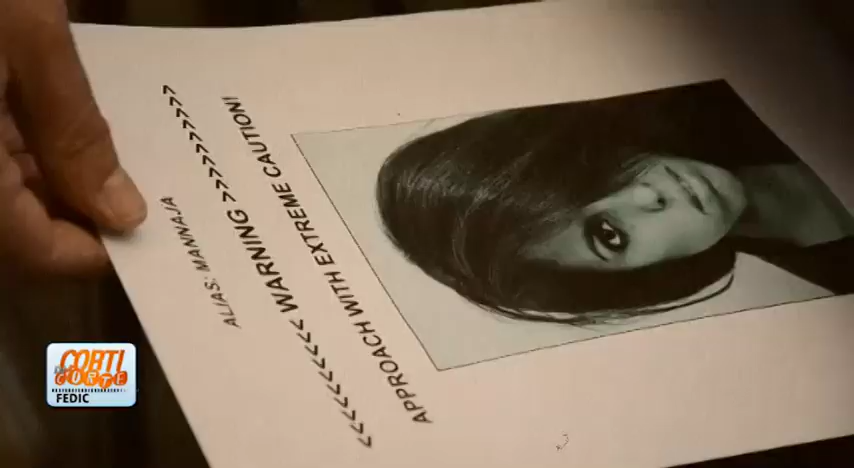 ALIAS: MANNAJA
<<<<<<<<<< WARNING >>>>>>>>>>
APPROACH WITH EXTREME CAUTION!
CORTI
CORTE
FEDIC